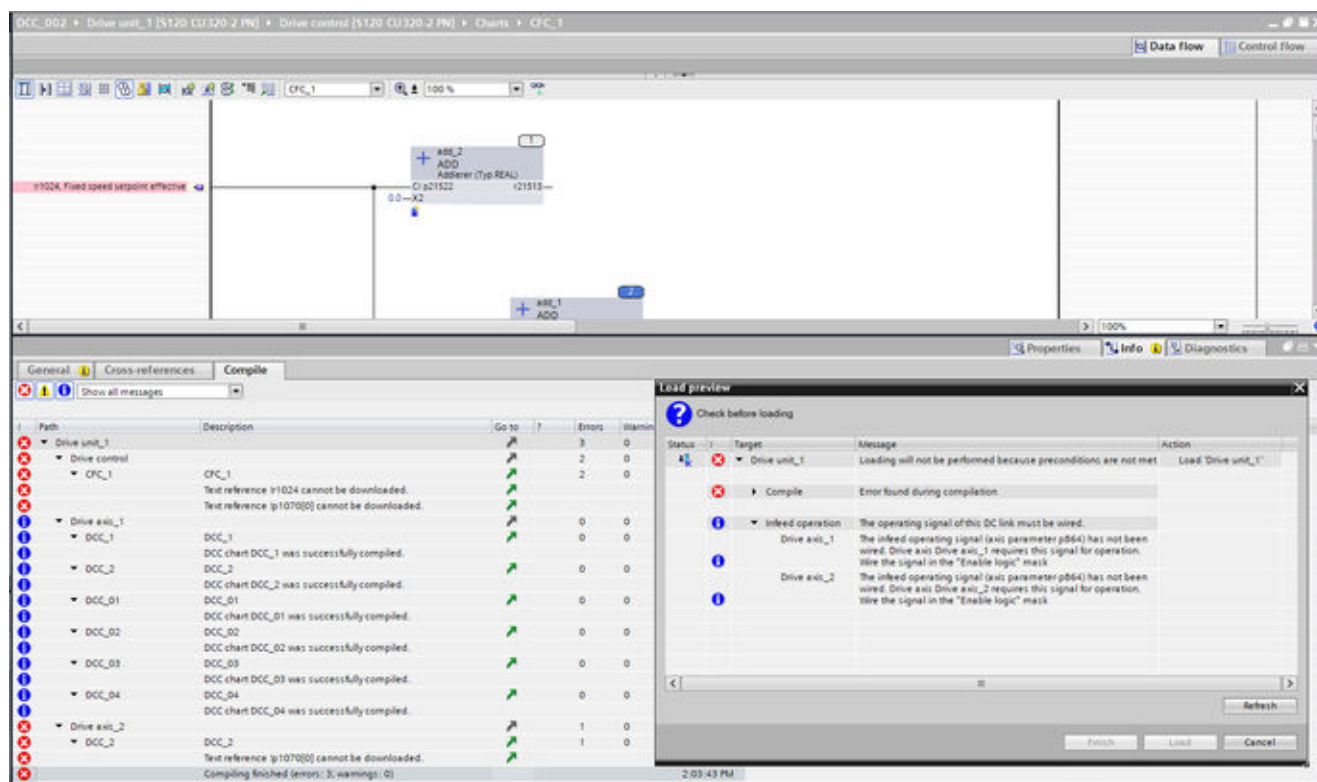 DCC_002 ▸ Drive unit_1 [S120 CU320-2 PN] ▸ Drive control [S120 CU320-2 PN] ▸ Charts ▸ CFC_1
Data flow Control flow
CFC_1 100 %
1
add_2
ADD
Addierer (Typ:REAL)
\r1024, Fixed speed setpoint effective
CI p21522 r21513
0.0 X2
2
add_1
ADD
100%
Properties Info Diagnostics
General Cross-references Compile
Show all messages
! Path Description Go to ? Errors Warnin
Drive unit_1 3 0
Drive control 2 0
CFC_1 CFC_1 2 0
Text reference \r1024 cannot be downloaded.
Text reference \p1070[0] cannot be downloaded.
Drive axis_1 0 0
DCC_1 DCC_1 0 0
DCC chart DCC_1 was successfully compiled.
DCC_2 DCC_2 0 0
DCC chart DCC_2 was successfully compiled.
DCC_01 DCC_01 0 0
DCC chart DCC_01 was successfully compiled.
DCC_02 DCC_02 0 0
DCC chart DCC_02 was successfully compiled.
DCC_03 DCC_03 0 0
DCC chart DCC_03 was successfully compiled.
DCC_04 DCC_04 0 0
DCC chart DCC_04 was successfully compiled.
Drive axis_2 1 0
DCC_2 DCC_2 1 0
Text reference \p1070[0] cannot be downloaded.
Compiling finished (errors: 3; warnings: 0) 2:03:43 PM
Load preview
Check before loading
Status ! Target Message Action
Drive unit_1 Loading will not be performed because preconditions are not met Load 'Drive unit_1'
Compile Error found during compilation
Infeed operation The operating signal of this DC link must be wired.
Drive axis_1 The infeed operating signal (axis parameter p864) has not been
wired. Drive axis Drive axis_1 requires this signal for operation.
Wire the signal in the "Enable logic" mask
Drive axis_2 The infeed operating signal (axis parameter p864) has not been
wired. Drive axis Drive axis_2 requires this signal for operation.
Wire the signal in the "Enable logic" mask
Refresh
Finish Load Cancel